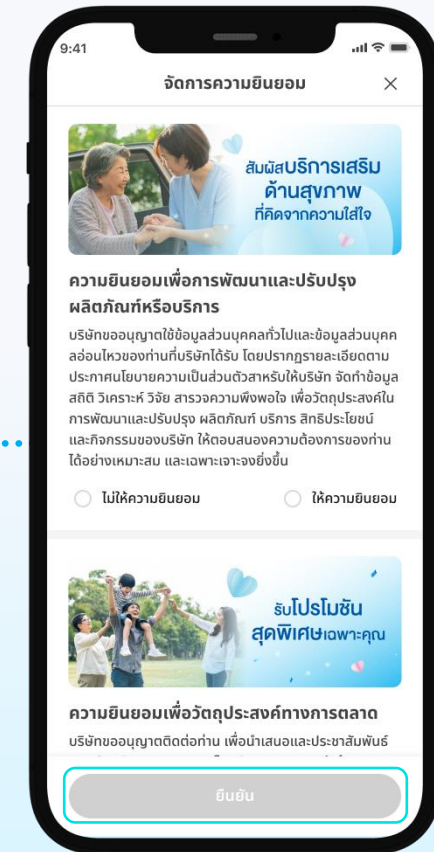 9:41
จัดการความยินยอม
สัมผัสบริการเสริม
ด้านสุขภาพ
ที่คิดจากความใส่ใจ
ความยินยอมเพื่อการพัฒนาและปรับปรุง
ผลิตภัณฑ์หรือบริการ
บริษัทขออนุญาตใช้ข้อมูลส่วนบุคคลทั่วไปและข้อมูลส่วนบุคค
ลอ่อนไหวของท่านที่บริษัทได้รับ โดยปรากฏรายละเอียดตาม
ประกาศนโยบายความเป็นส่วนตัวสาหรับให้บริษัท จัดทำข้อมูล
สถิติ วิเคราะห์ วิจัย สารวจความพึงพอใจ เพื่อวัตถุประสงค์ใน
การพัฒนาและปรับปรุง ผลิตภัณฑ์ บริการ สิทธิประโยชน์
และกิจกรรมของบริษัท ให้ตอบสนองความต้องการของท่าน
ได้อย่างเหมาะสม และเฉพาะเจาะจงยิ่งขึ้น
ไม่ให้ความยินยอม
ให้ความยินยอม
รับโปรโมชัน
สุดพิเศษเฉพาะคุณ
ความยินยอมเพื่อวัตถุประสงค์ทางการตลาด
บริษัทขออนุญาตติดต่อท่าน เพื่อนำเสนอและประชาสัมพันธ์
ยืนยัน